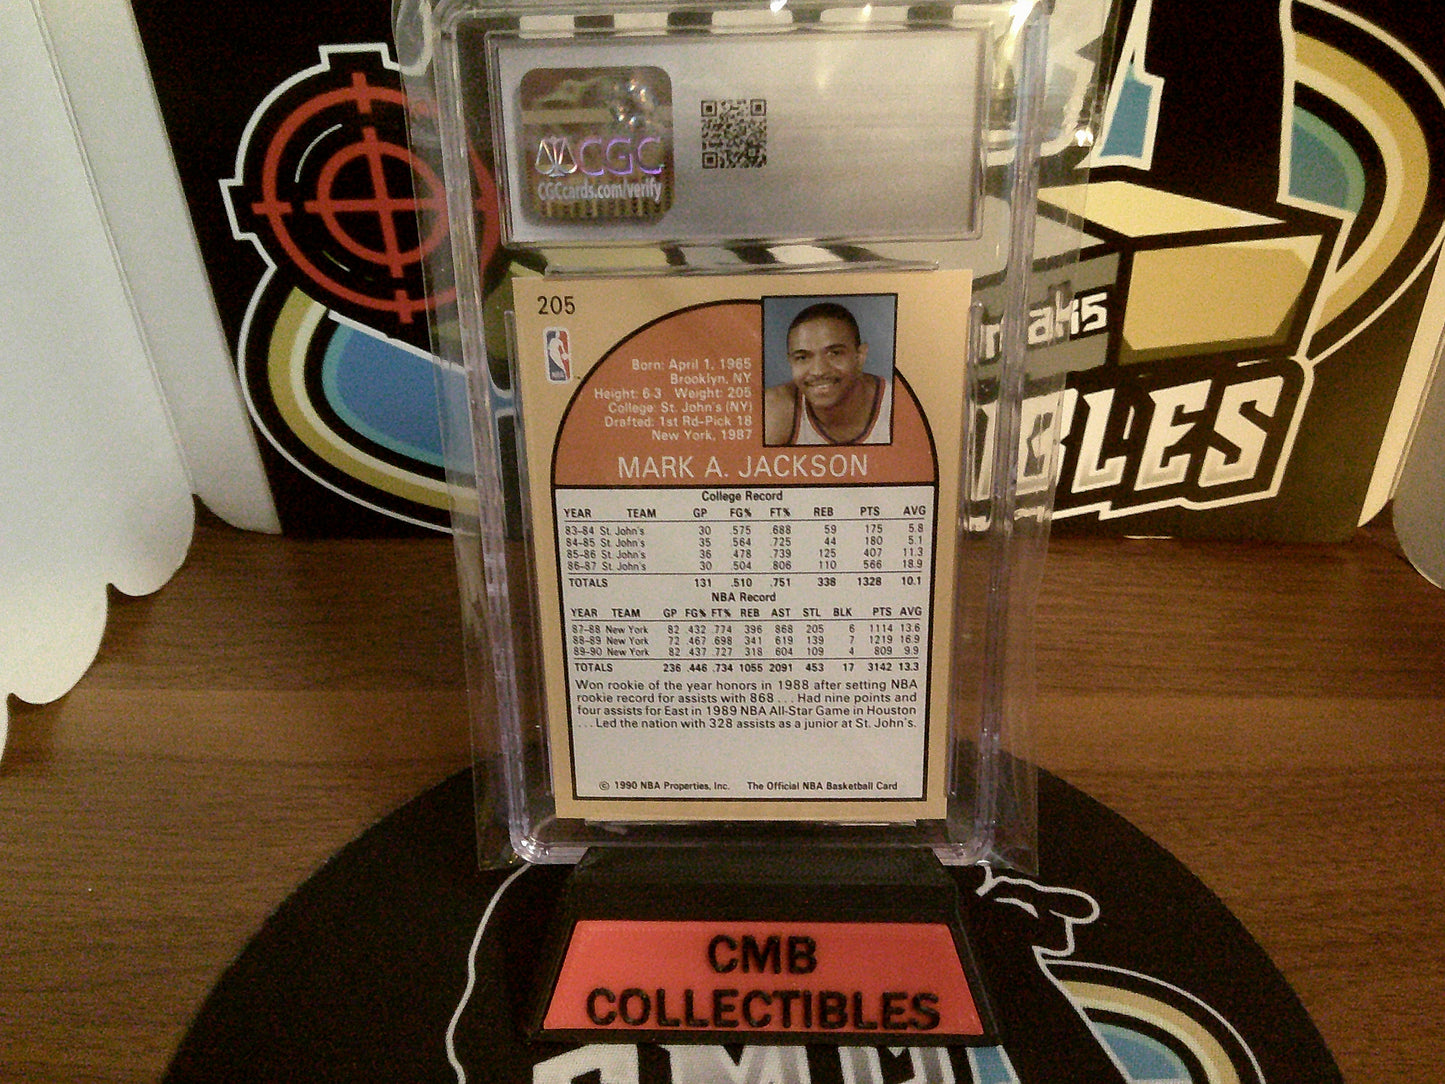 CGC
CGCcards.com/verify
205
Born: April 1, 1965
Brooklyn, NY
Height: 6-3 Weight: 205
College: St. John's (NY)
Drafted: 1st Rd-Pick 18
New York, 1987
MARK A. JACKSON
College Record
YEAR TEAM GP FG% FT% REB PTS AVG
83-84 St. John's 30 .575 .688 59 175 5.8
84-85 St. John's 35 .564 .725 44 180 5.1
85-86 St. John's 36 .478 .739 125 407 11.3
86-87 St. John's 30 .504 .806 110 566 18.9
TOTALS 131 .510 .751 338 1328 10.1
NBA Record
YEAR TEAM GP FG% FT% REB AST STL BLK PTS AVG
87-88 New York 82 .432 .774 396 868 205 6 1114 13.6
88-89 New York 72 .467 .698 341 619 139 7 1219 16.9
89-90 New York 82 .437 .727 318 604 109 4 809 9.9
TOTALS 236 .446 .734 1055 2091 453 17 3142 13.3
Won rookie of the year honors in 1988 after setting NBA
rookie record for assists with 868 ... Had nine points and
four assists for East in 1989 NBA All-Star Game in Houston
... Led the nation with 328 assists as a junior at St. John's.
© 1990 NBA Properties, Inc. The Official NBA Basketball Card
CMB
COLLECTIBLES